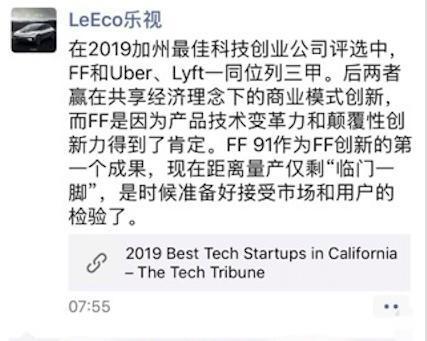 LeEco乐视
在2019加州最佳科技创业公司评选中,
FF和Uber、Lyft一同位列三甲。后两者
赢在共享经济理念下的商业模式创新,
而FF是因为产品技术变革力和颠覆性创
新力得到了肯定。FF 91作为FF创新的第
一个成果，现在距离量产仅剩“临门一
脚”，是时候准备好接受市场和用户的
检验了。
2019 Best Tech Startups in California
– The Tech Tribune
07:55